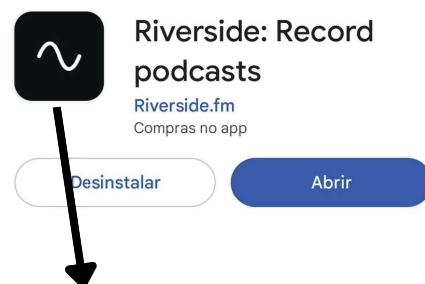 Riverside: Record
podcasts
Riverside.fm
Compras no app
Desinstalar
Abrir